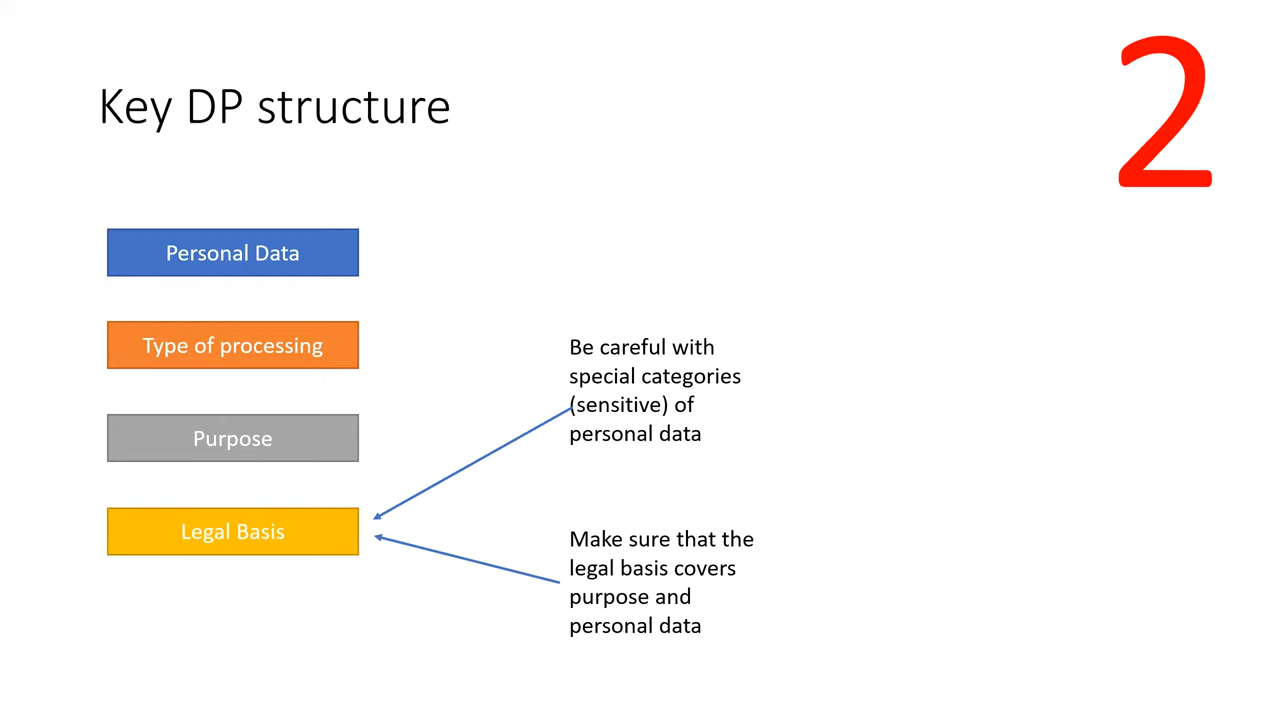 Key DP structure
2
Personal Data
Type of processing
Purpose
Legal Basis
Be careful with
special categories
(sensitive) of
personal data
Make sure that the
legal basis covers
purpose and
personal data